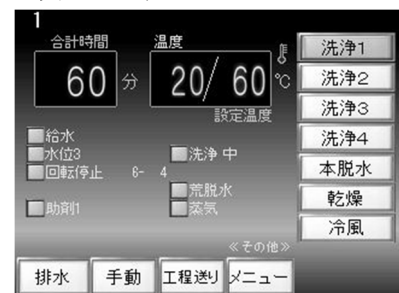 1
合計時間
60 分
温度
20/ 60 ℃
設定温度
給水
水位3
回転停止 6- 4
助剤1
洗浄 中
荒脱水
蒸気
≪その他≫
洗浄1
洗浄2
洗浄3
洗浄4
本脱水
乾燥
冷風
排水
手動
工程送り
メニュー